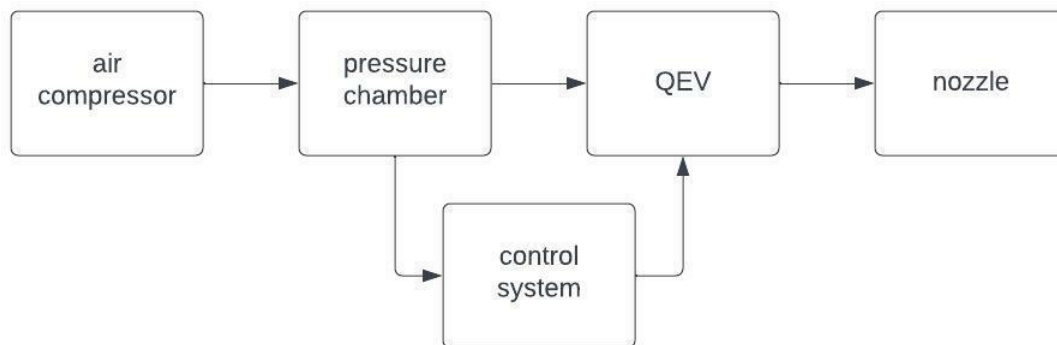 air
compressor
pressure
chamber
QEV
nozzle
control
system